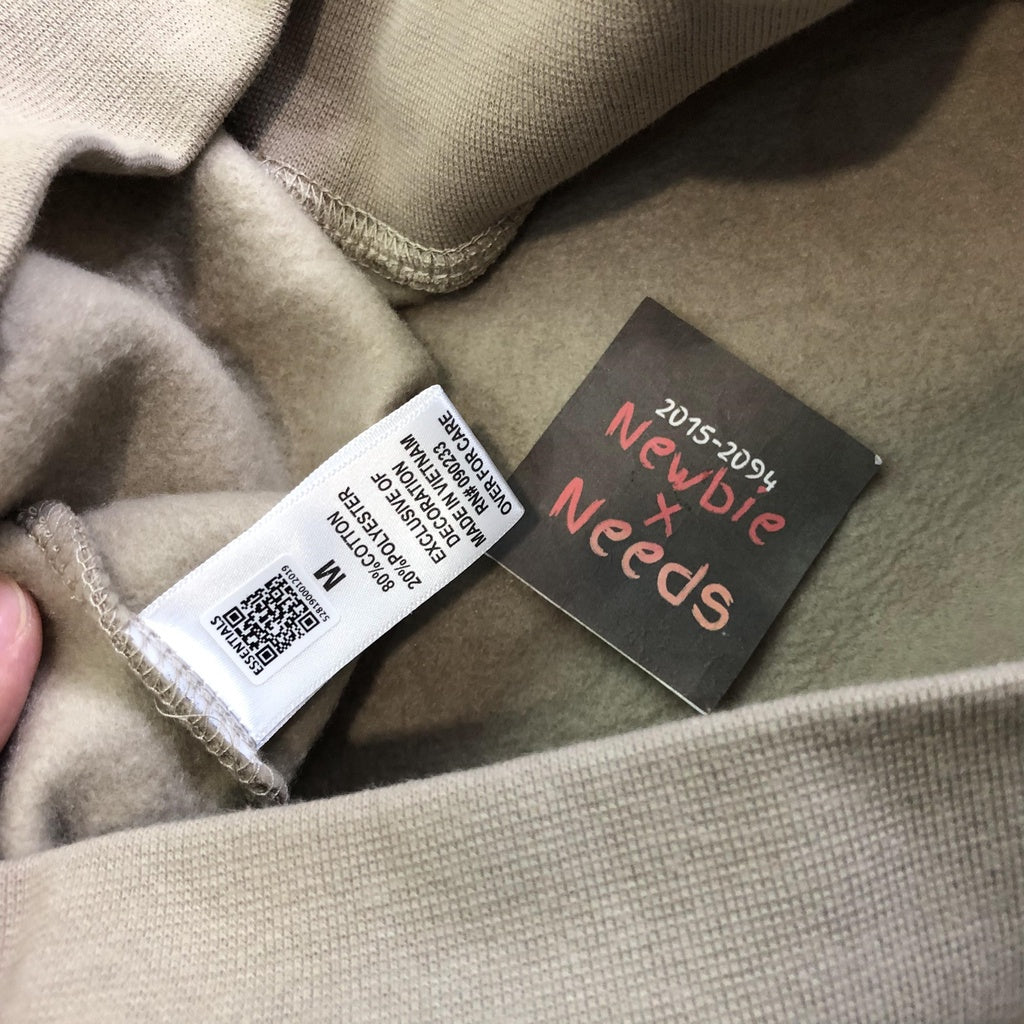 ESSENTIALS
5281900012019
M
80%COTTON
20%POLYESTER
EXCLUSIVE OF
DECORATION
MADE IN VIETNAM
RN# 090233
OVER FOR CARE
2015-2094
Newbie
X
Needs